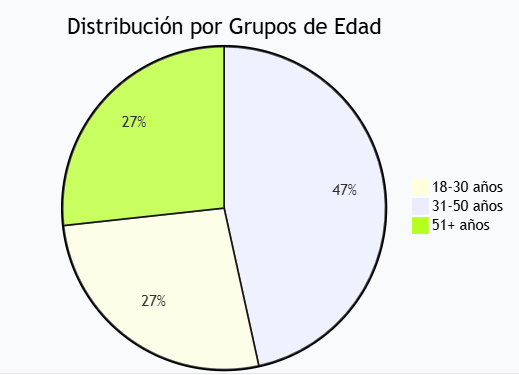 Distribución por Grupos de Edad
27%
47%
27%
18-30 años
31-50 años
51+ años